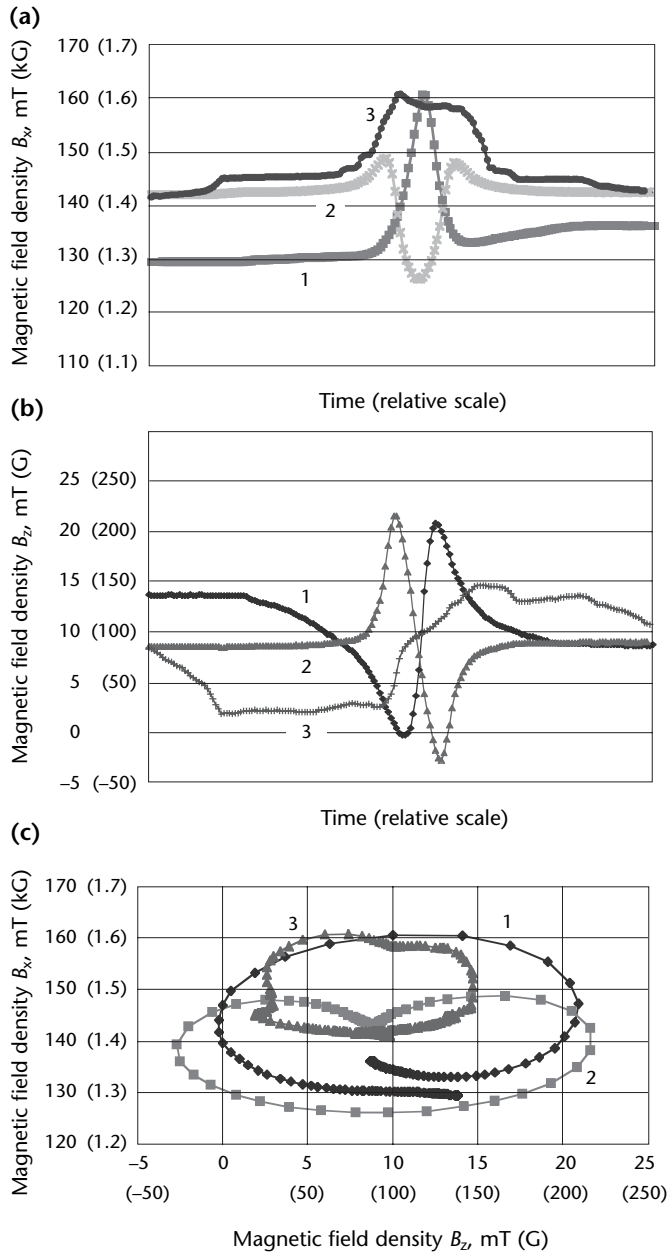 (a)
Magnetic field density Bx, mT (kG)
170 (1.7)
160 (1.6)
150 (1.5)
140 (1.4)
130 (1.3)
120 (1.2)
110 (1.1)
3
2
1
Time (relative scale)
(b)
Magnetic field density Bz, mT (G)
25 (250)
20 (200)
15 (150)
10 (100)
5 (50)
0
−5 (−50)
1
2
3
Time (relative scale)
(c)
Magnetic field density Bx, mT (kG)
170 (1.7)
160 (1.6)
150 (1.5)
140 (1.4)
130 (1.3)
120 (1.2)
3
1
2
−5 0 5 10 15 20 25
(−50) (50) (100) (150) (200) (250)
Magnetic field density Bz, mT (G)